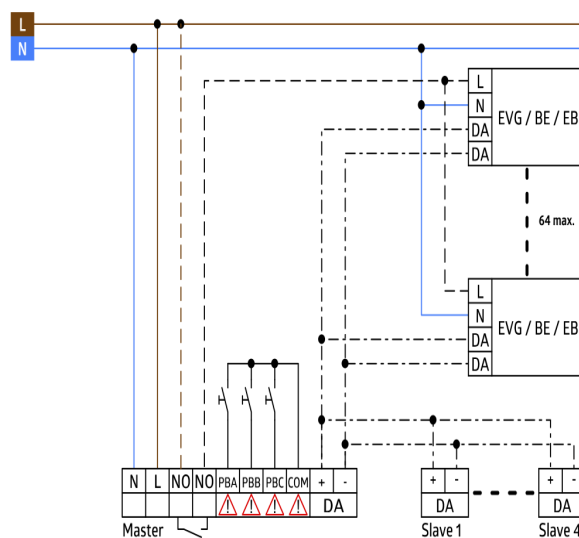 L
N
L
N
DA
DA
EVG / BE / EB
64 max.
L
N
DA
DA
EVG / BE / EB
N L NO NO PBA PBB PBC COM + -
DA
Master
+ -
DA
Slave 1
+ -
DA
Slave 4